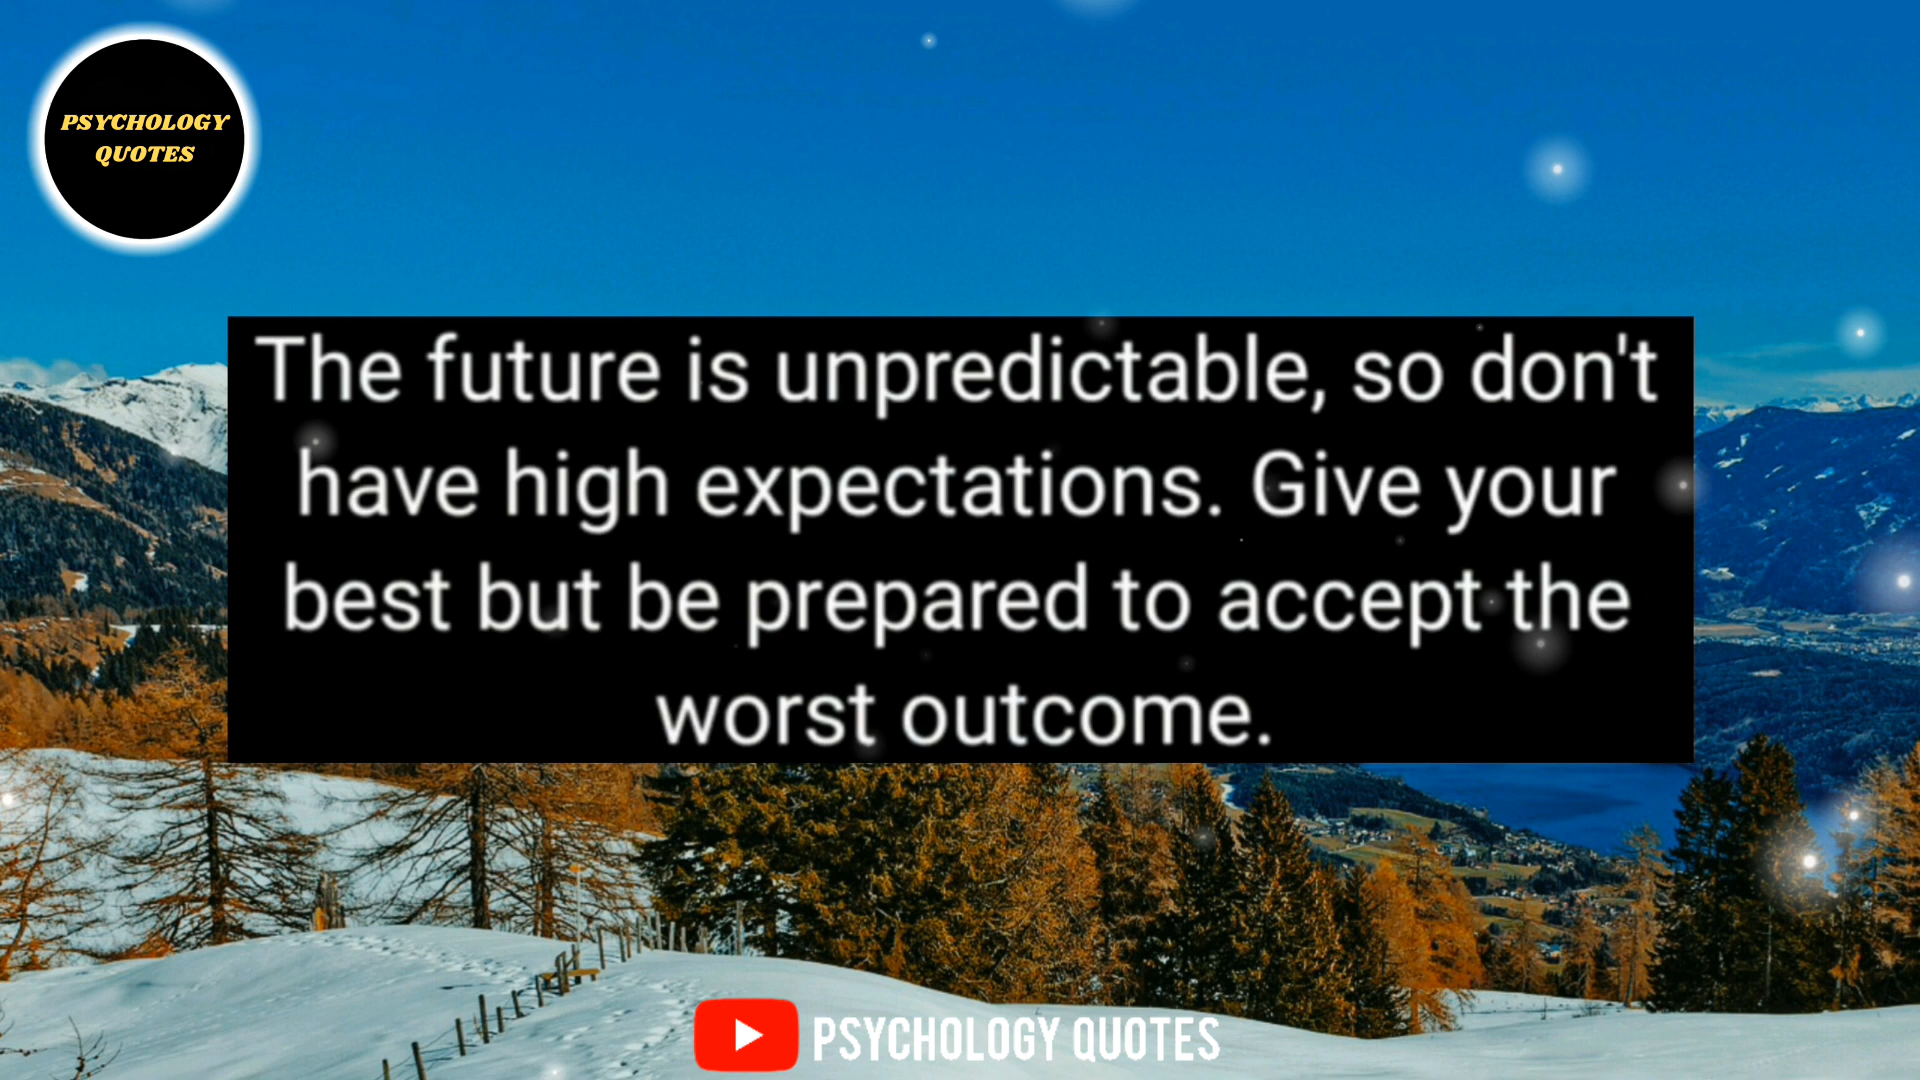 PSYCHOLOGY
QUOTES
The future is unpredictable, so don't
have high expectations. Give your
best but be prepared to accept the
worst outcome.
PSYCHOLOGY QUOTES